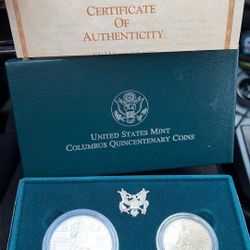 CERTIFICATE
OF
AUTHENTICITY
UNITED STATES MINT
COLUMBUS QUINCENTENARY COINS